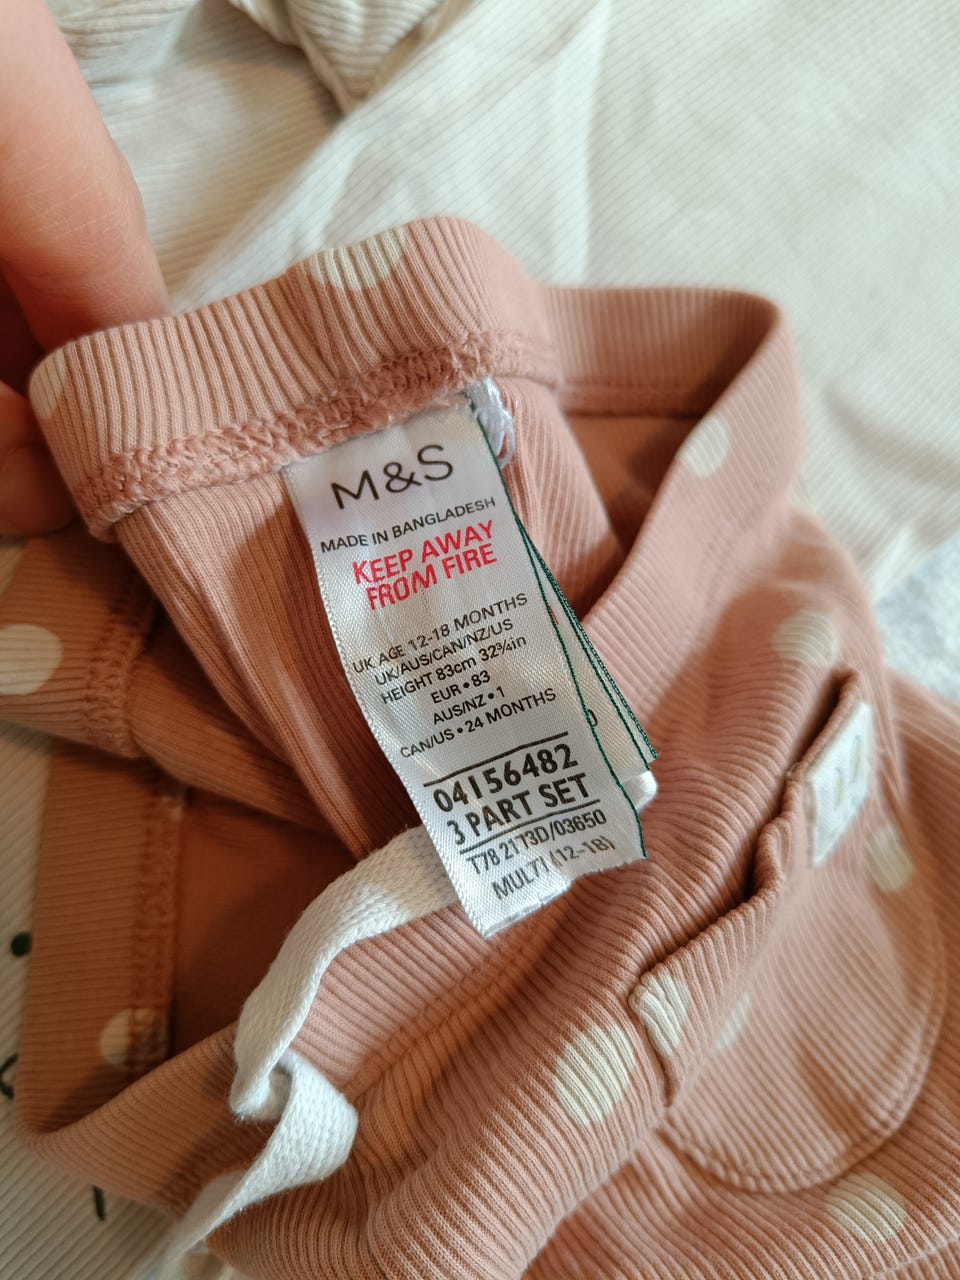 M&S
MADE IN BANGLADESH
KEEP AWAY
FROM FIRE
UK AGE 12-18 MONTHS
UK/AUS/CAN/NZ/US
HEIGHT 83cm 32¾in
EUR•83
AUS/NZ•1
CAN/US•24 MONTHS
04156482
3 PART SET
T78 2173D/03650
MULTI (12-18)